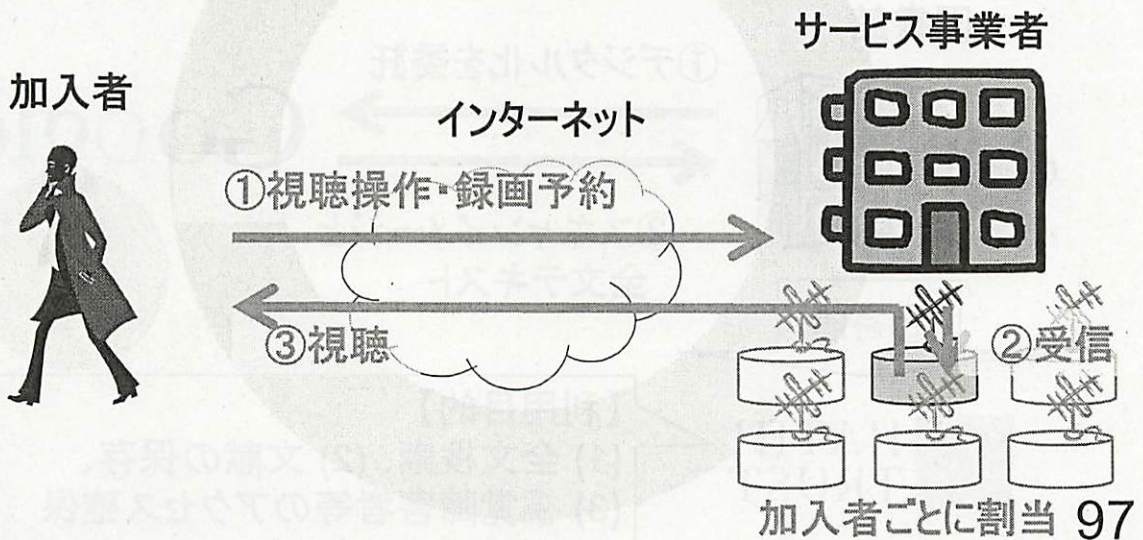 サービス事業者
加入者
インターネット
①視聴操作・録画予約
③視聴
②受信
加入者ごとに割当
97